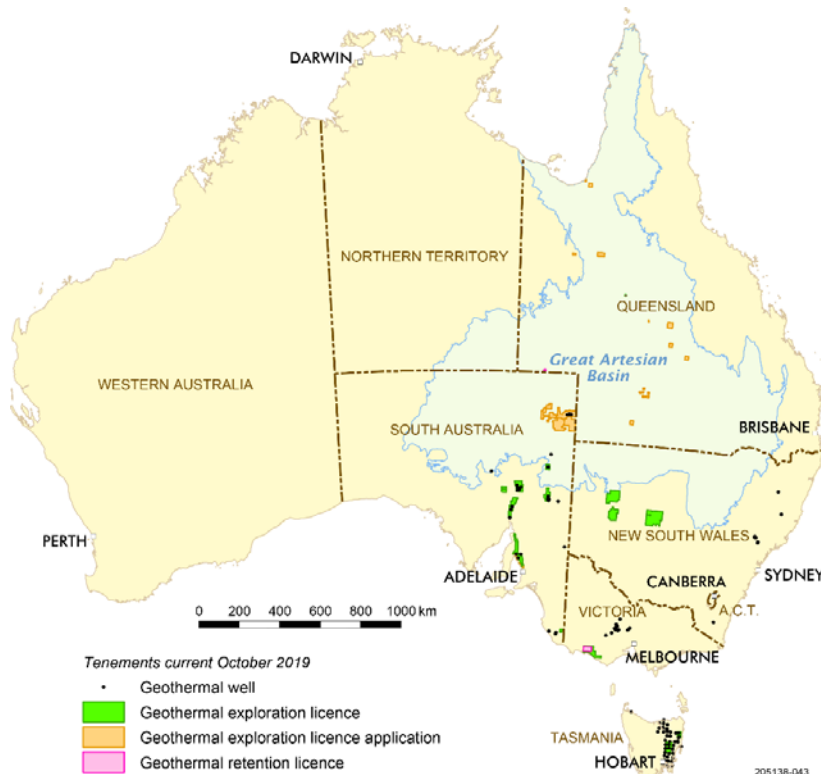 DARWIN
NORTHERN TERRITORY
QUEENSLAND
Great Artesian
Basin
WESTERN AUSTRALIA
SOUTH AUSTRALIA
BRISBANE
PERTH
NEW SOUTH WALES
ADELAIDE
CANBERRA
SYDNEY
A.C.T.
VICTORIA
0 200 400 600 800 1000 km
MELBOURNE
Tenements current October 2019
Geothermal well
Geothermal exploration licence
Geothermal exploration licence application
Geothermal retention licence
TASMANIA
HOBART
205138-043